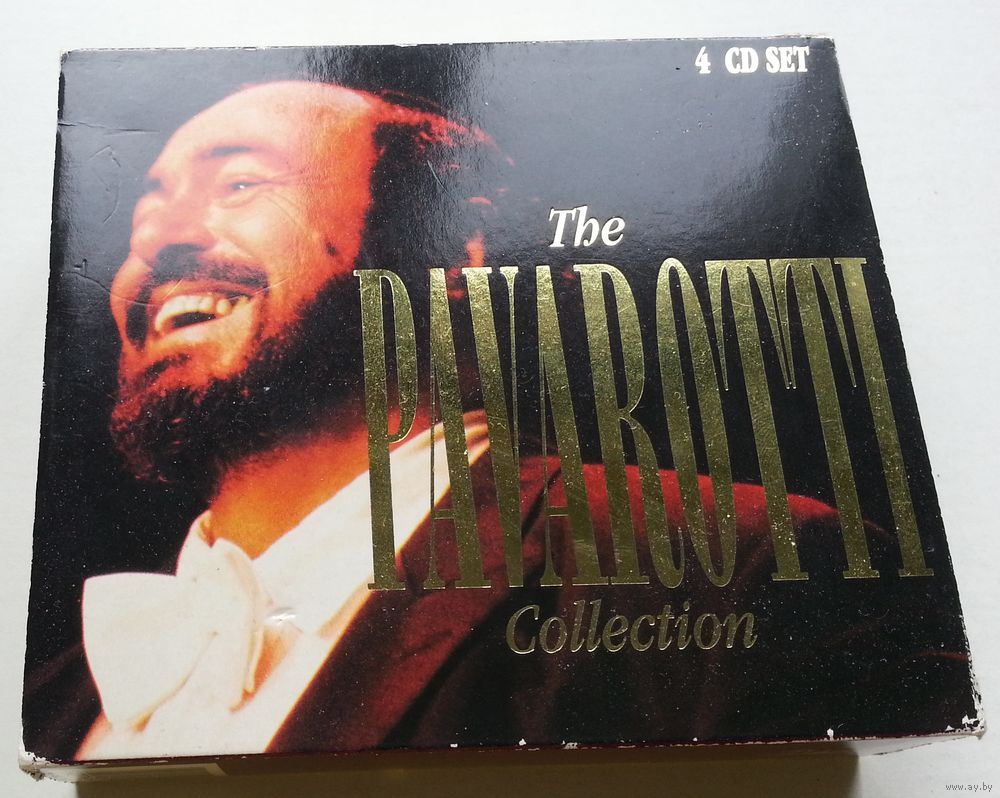 4 CD SET
The
PAVAROTTI
Collection
www.ay.by